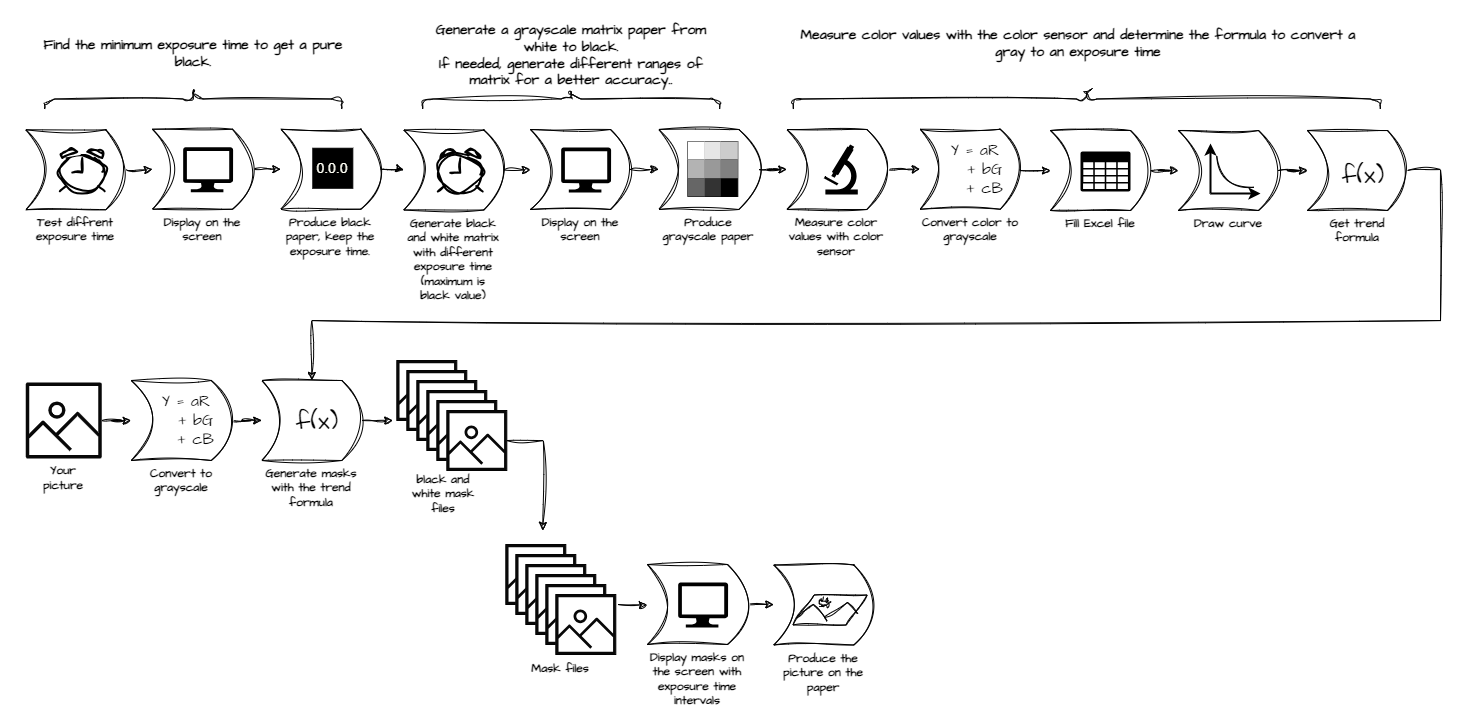 Find the minimum exposure time to get a pure
black.
Generate a grayscale matrix paper from
white to black.
If needed, generate different ranges of
matrix for a better accuracy..
Measure color values with the color sensor and determine the formula to convert a
gray to an exposure time
0.0.0
Y = aR
+ bG
+ cB
f(x)
Test diffrent
exposure time
Display on the
screen
Produce black
paper, keep the
exposure time.
Generate black
and white matrix
with different
exposure time
(maximum is
black value)
Display on the
screen
Produce
grayscale paper
Measure color
values with color
sensor
Convert color to
grayscale
Fill Excel file
Draw curve
Get trend
formula
Y = aR
+ bG
+ cB
f(x)
Your
picture
Convert to
grayscale
Generate masks
with the trend
formula
black and
white mask
files
Mask files
Display masks on
the screen with
exposure time
intervals
Produce the
picture on the
paper